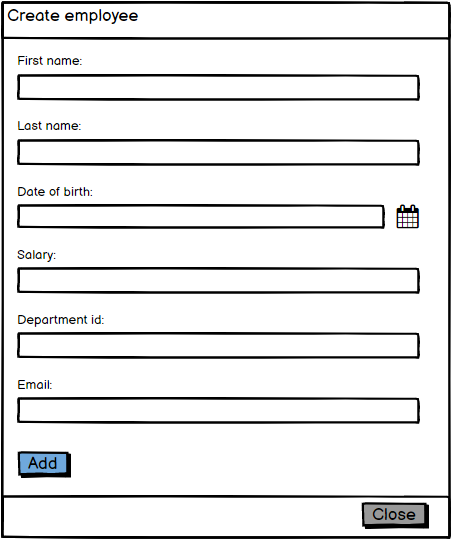 Create employee
First name:
Last name:
Date of birth:
Salary:
Department id:
Email:
Add
Close